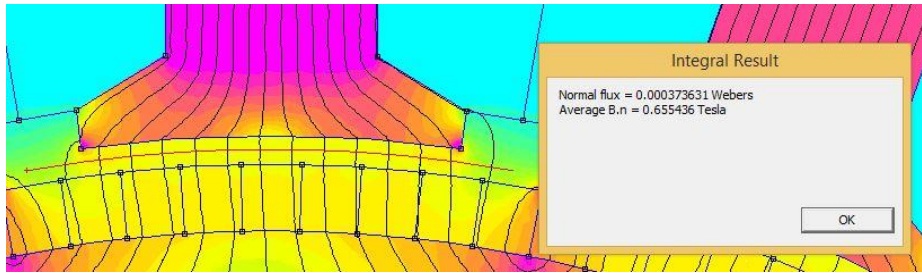 Integral Result
Normal flux = 0.000373631 Webers
Average B.n = 0.655436 Tesla
OK